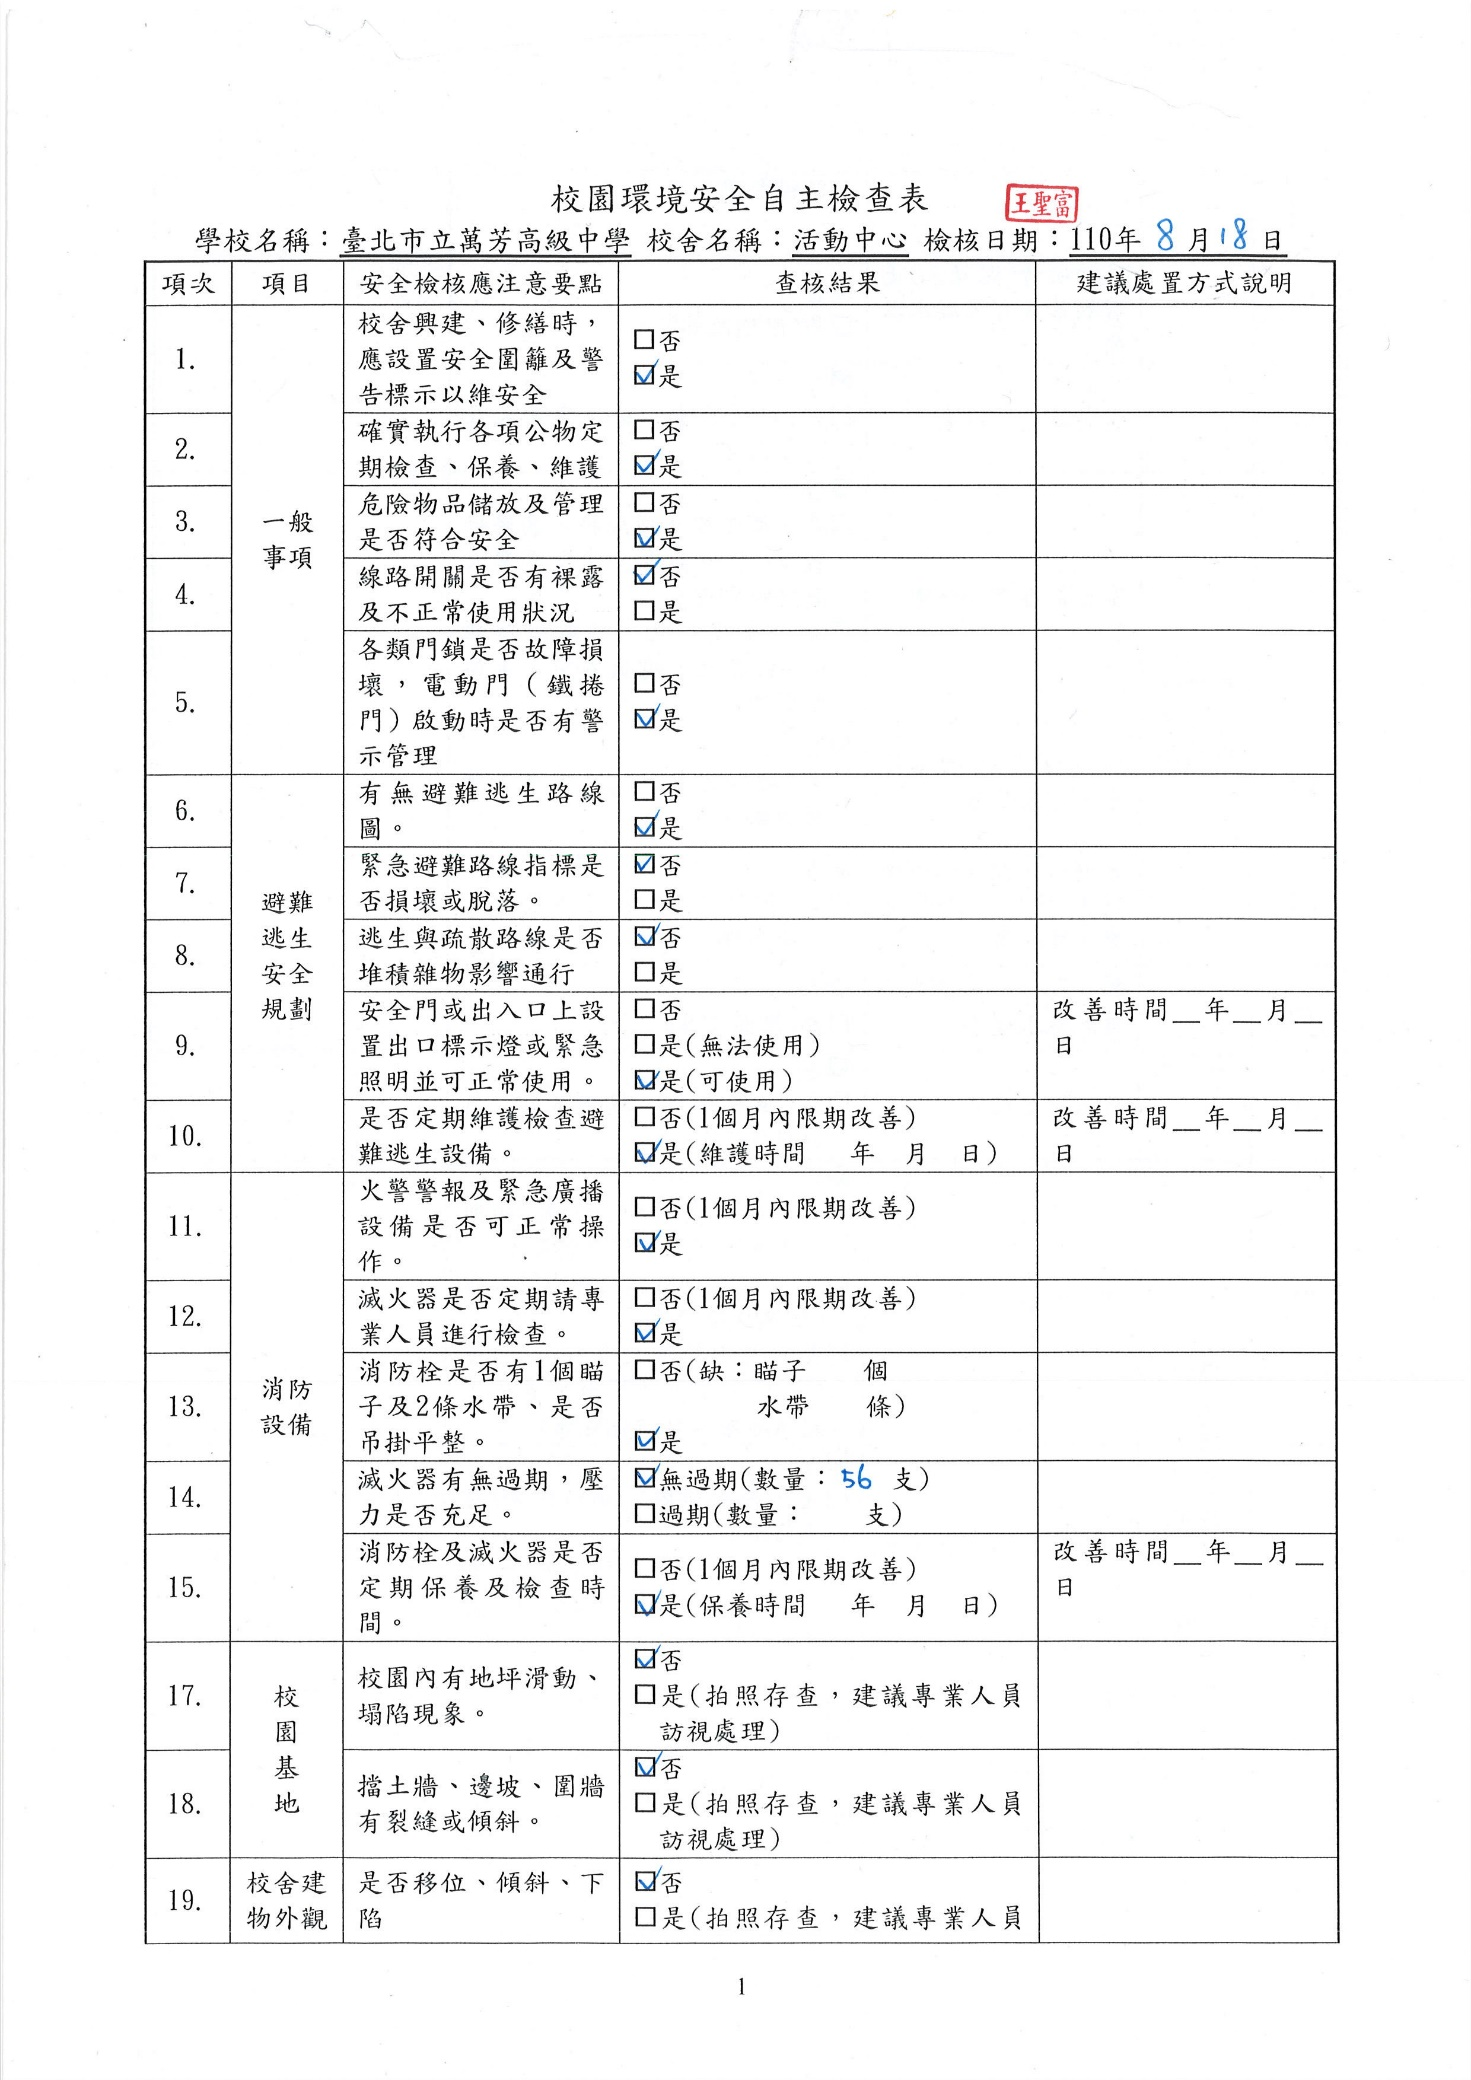 校園環境安全自主檢查表
王聖富
學校名稱：臺北市立萬芳高級中學 校舍名稱：活動中心 檢核日期：110年 8 月 18 日
項次 項目 安全檢核應注意要點 查核結果 建議處置方式說明
一般
事項
1.
校舍興建、修繕時，
應設置安全圍籬及警
告標示以維安全
□否
☑是
2.
確實執行各項公物定
期檢查、保養、維護
□否
☑是
3.
危險物品儲放及管理
是否符合安全
□否
☑是
4.
線路開關是否有裸露
及不正常使用狀況
☑否
□是
5.
各類門鎖是否故障損
壞，電動門（鐵捲
門）啟動時是否有警
示管理
□否
☑是
避難
逃生
安全
規劃
6.
有無避難逃生路線
圖。
□否
☑是
7.
緊急避難路線指標是
否損壞或脫落。
☑否
□是
8.
逃生與疏散路線是否
堆積雜物影響通行
☑否
□是
9.
安全門或出入口上設
置出口標示燈或緊急
照明並可正常使用。
□否
□是(無法使用)
☑是(可使用)
改善時間__年__月__
日
10.
是否定期維護檢查避
難逃生設備。
□否(1個月內限期改善)
☑是(維護時間 年 月 日)
改善時間__年__月__
日
消防
設備
11.
火警警報及緊急廣播
設備是否可正常操
作。
□否(1個月內限期改善)
☑是
12.
滅火器是否定期請專
業人員進行檢查。
□否(1個月內限期改善)
☑是
13.
消防栓是否有1個瞄
子及2條水帶、是否
吊掛平整。
□否(缺：瞄子 個
水帶 條)
☑是
14.
滅火器有無過期，壓
力是否充足。
☑無過期(數量：56 支)
□過期(數量： 支)
15.
消防栓及滅火器是否
定期保養及檢查時
間。
□否(1個月內限期改善)
☑是(保養時間 年 月 日)
改善時間__年__月__
日
校
園
基
地
17.
校園內有地坪滑動、
塌陷現象。
☑否
□是(拍照存查，建議專業人員
訪視處理)
18.
擋土牆、邊坡、圍牆
有裂縫或傾斜。
☑否
□是(拍照存查，建議專業人員
訪視處理)
19.
校舍建
物外觀
是否移位、傾斜、下
陷
☑否
□是(拍照存查，建議專業人員
1